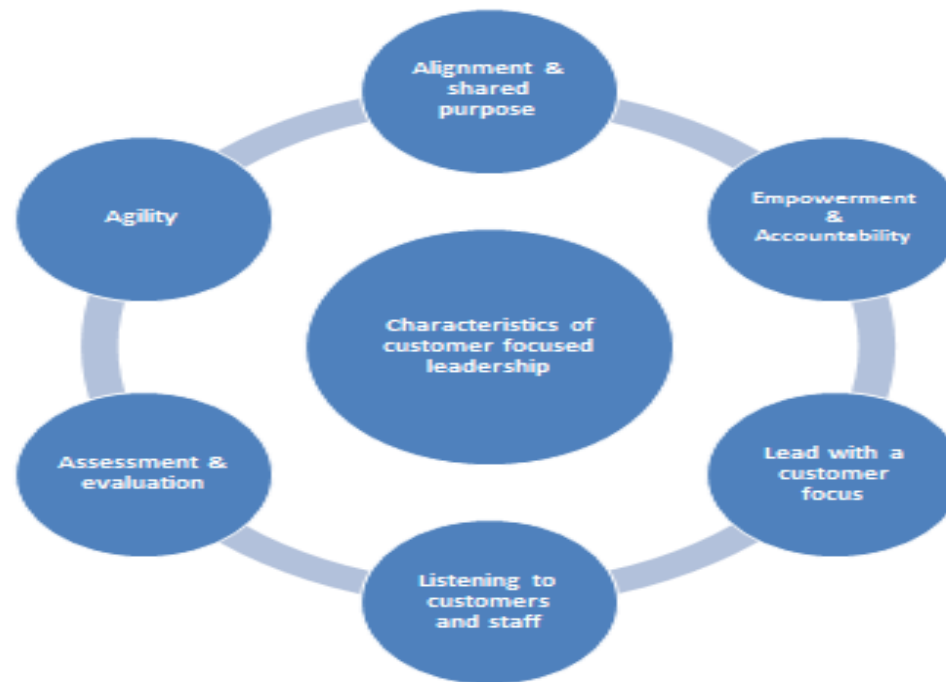 Alignment &
shared
purpose
Empowerment
&
Accountability
Lead with a
customer
focus
Listening to
customers
and staff
Assessment &
evaluation
Agility
Characteristics of
customer focused
leadership